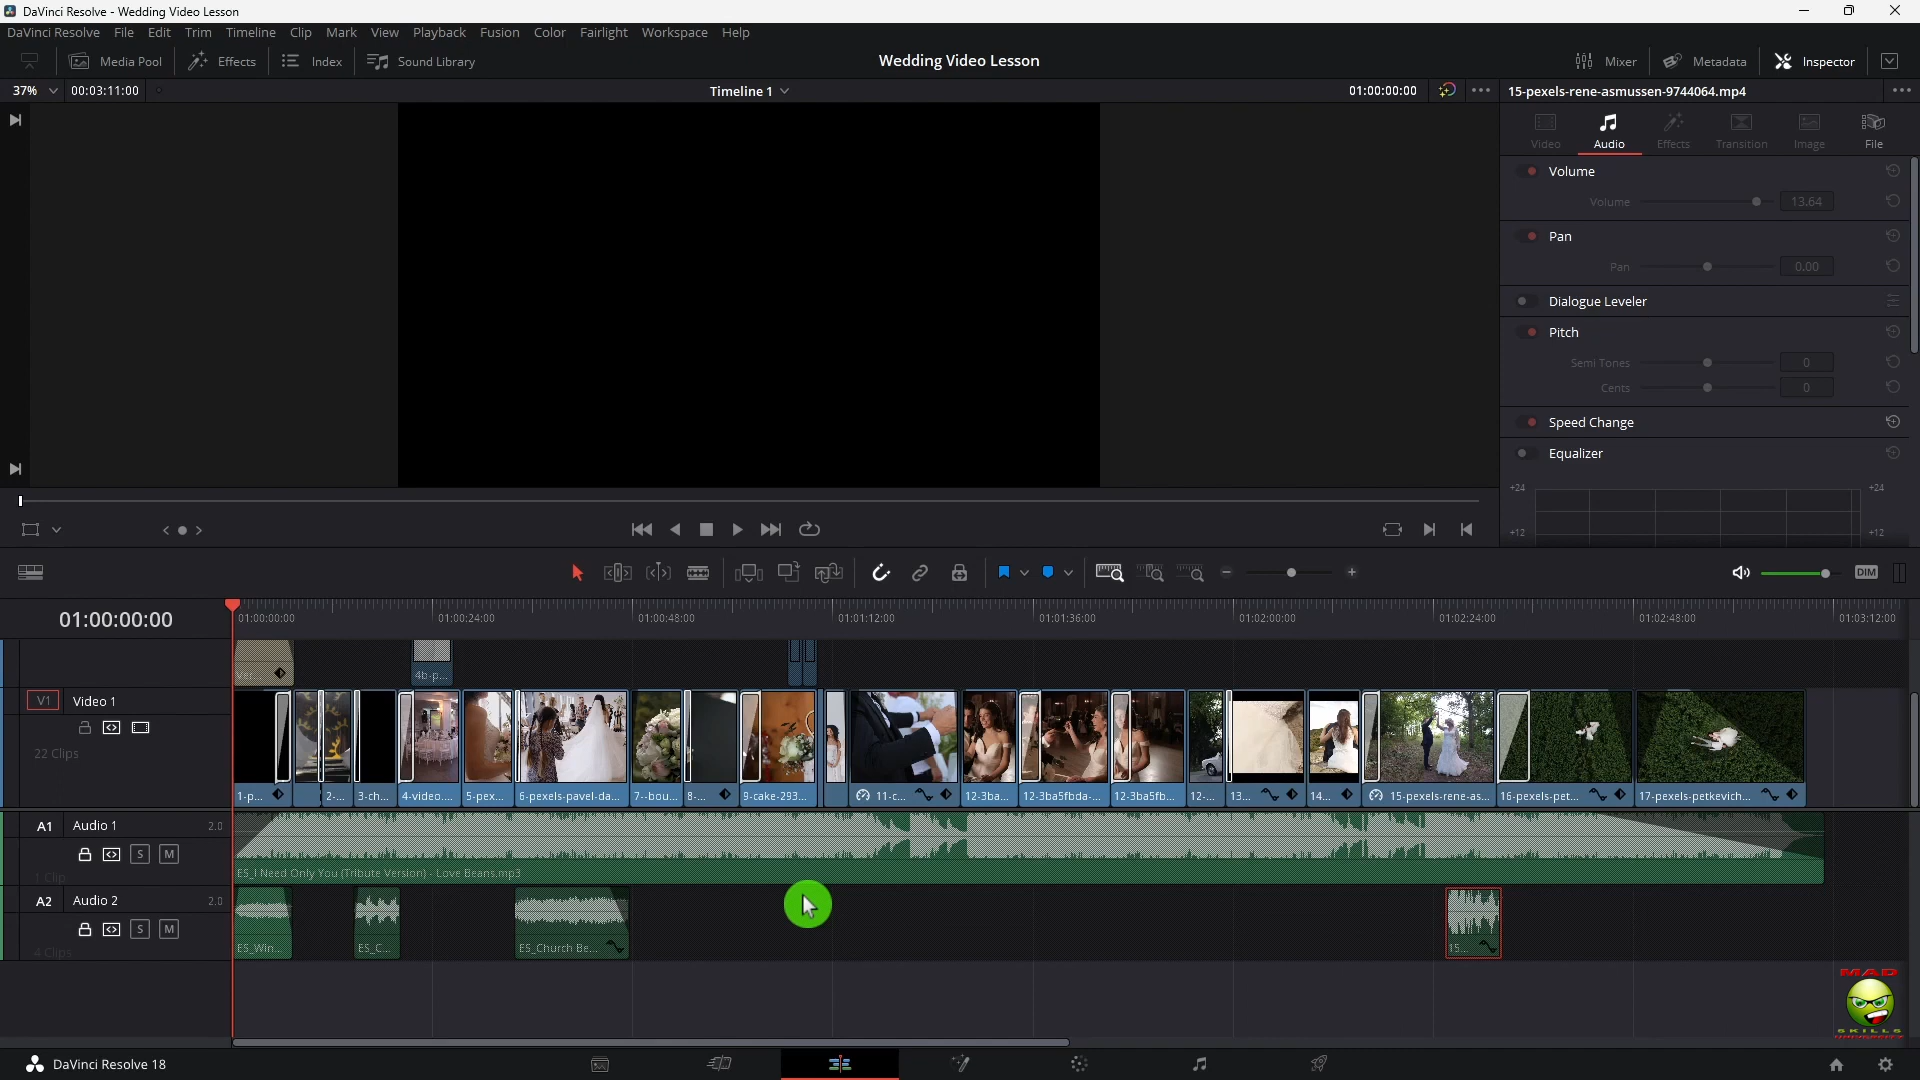 DaVinci Resolve - Wedding Video Lesson
DaVinci Resolve File Edit Trim Timeline Clip Mark View Playback Fusion Color Fairlight Workspace Help
Media Pool Effects Index Sound Library Wedding Video Lesson Mixer Metadata Inspector
37% 00:03:11:00 Timeline 1 01:00:00:00 15-pexels-rene-asmussen-9744064.mp4
Video Audio Effects Transition Image File
Volume
Volume 13.64
Pan
Pan 0.00
Dialogue Leveler
Pitch
Semi Tones 0
Cents 0
Speed Change
Equalizer
+24 +24
+12 +12
DIM
01:00:00:00 01:00:00:00 01:00:24:00 01:00:48:00 01:01:12:00 01:01:36:00 01:02:00:00 01:02:24:00 01:02:48:00 01:03:12:00
4b-p...
V1 Video 1
22 Clips
1-p... 2-... 3-ch... 4-video.... 5-pex... 6-pexels-pavel-da... 7--bou... 8-... 9-cake-293... 11-c... 12-3ba... 12-3ba5fbda-... 12-3ba5fb... 12-... 13... 14... 15-pexels-rene-as... 16-pexels-pet... 17-pexels-petkevich...
A1 Audio 1 2.0
S M
1 Clip
ES_I Need Only You (Tribute Version) - Love Beans.mp3
A2 Audio 2 2.0
S M
4 Clips
ES_Win... ES_C... ES_Church Be... 15...
MAD
SKILLS
UNIVERSITY
DaVinci Resolve 18